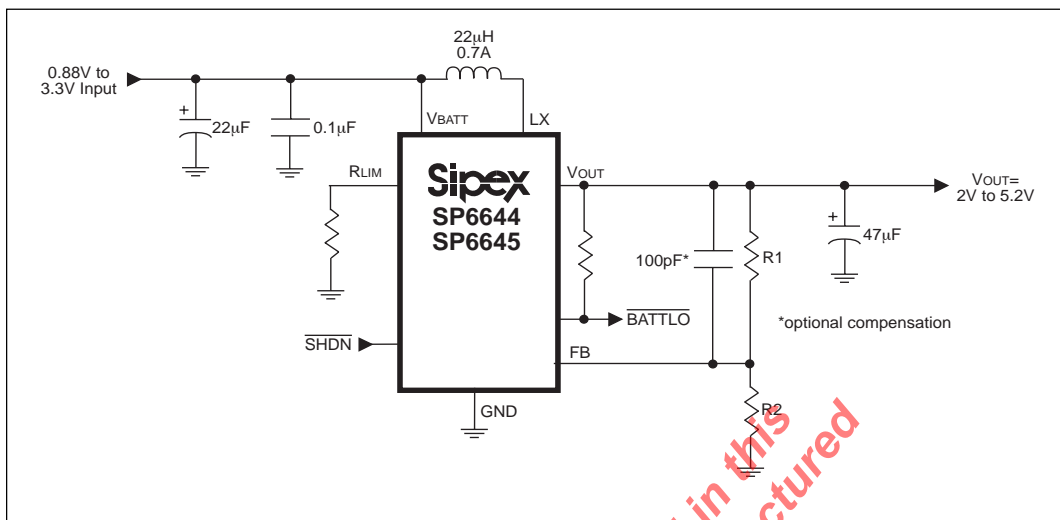 22µH
0.7A
0.88V to
3.3V Input
+
22µF
0.1µF
VBATT
LX
RLIM
Sipex
SP6644
SP6645
VOUT
VOUT=
2V to 5.2V
+
47µF
100pF*
R1
BATTLO
*optional compensation
SHDN
FB
GND
R2
in this
ctured